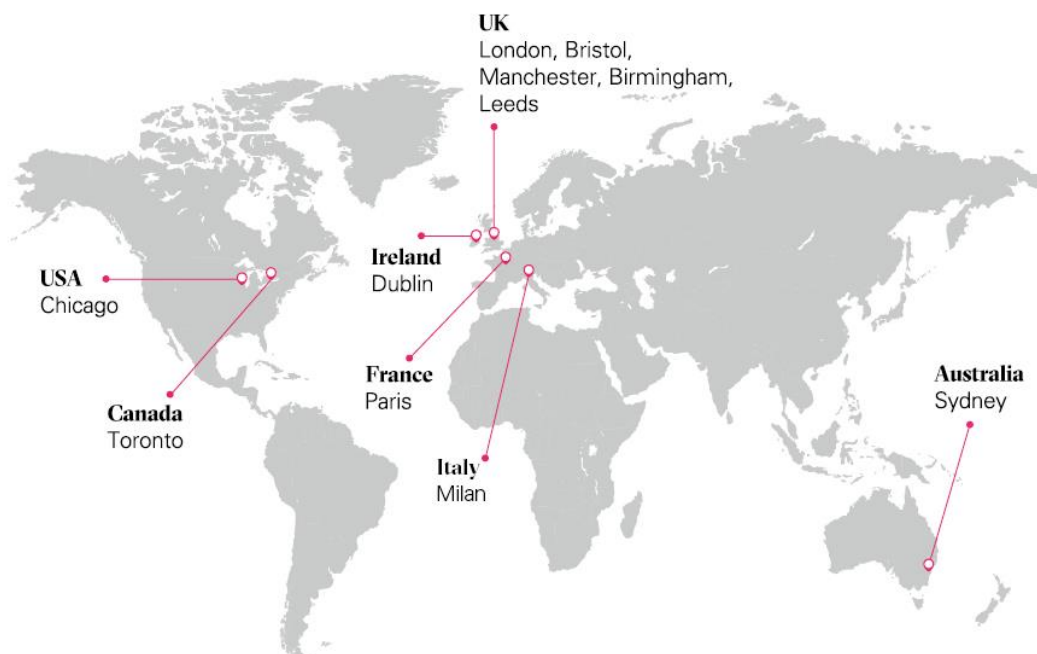 UK
London, Bristol,
Manchester, Birmingham,
Leeds
Ireland
Dublin
USA
Chicago
France
Paris
Australia
Sydney
Canada
Toronto
Italy
Milan